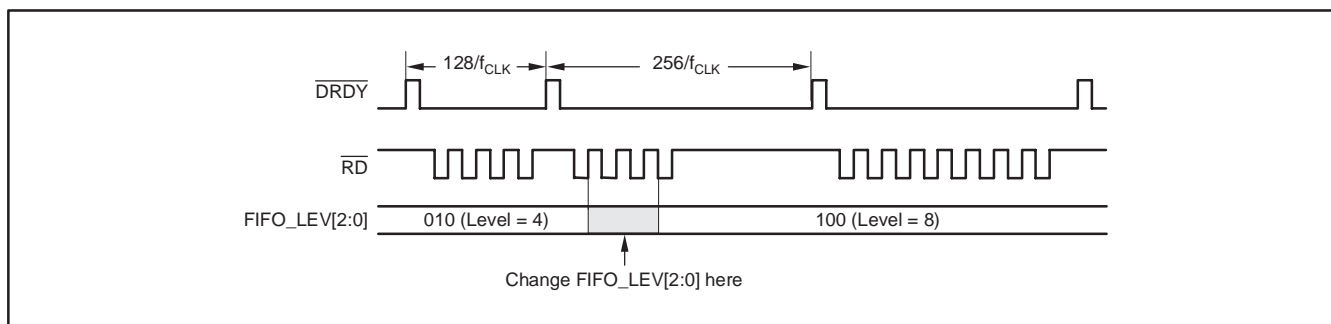 128/fCLK
256/fCLK
DRDY
RD
FIFO_LEV[2:0]
010 (Level = 4)
100 (Level = 8)
Change FIFO_LEV[2:0] here